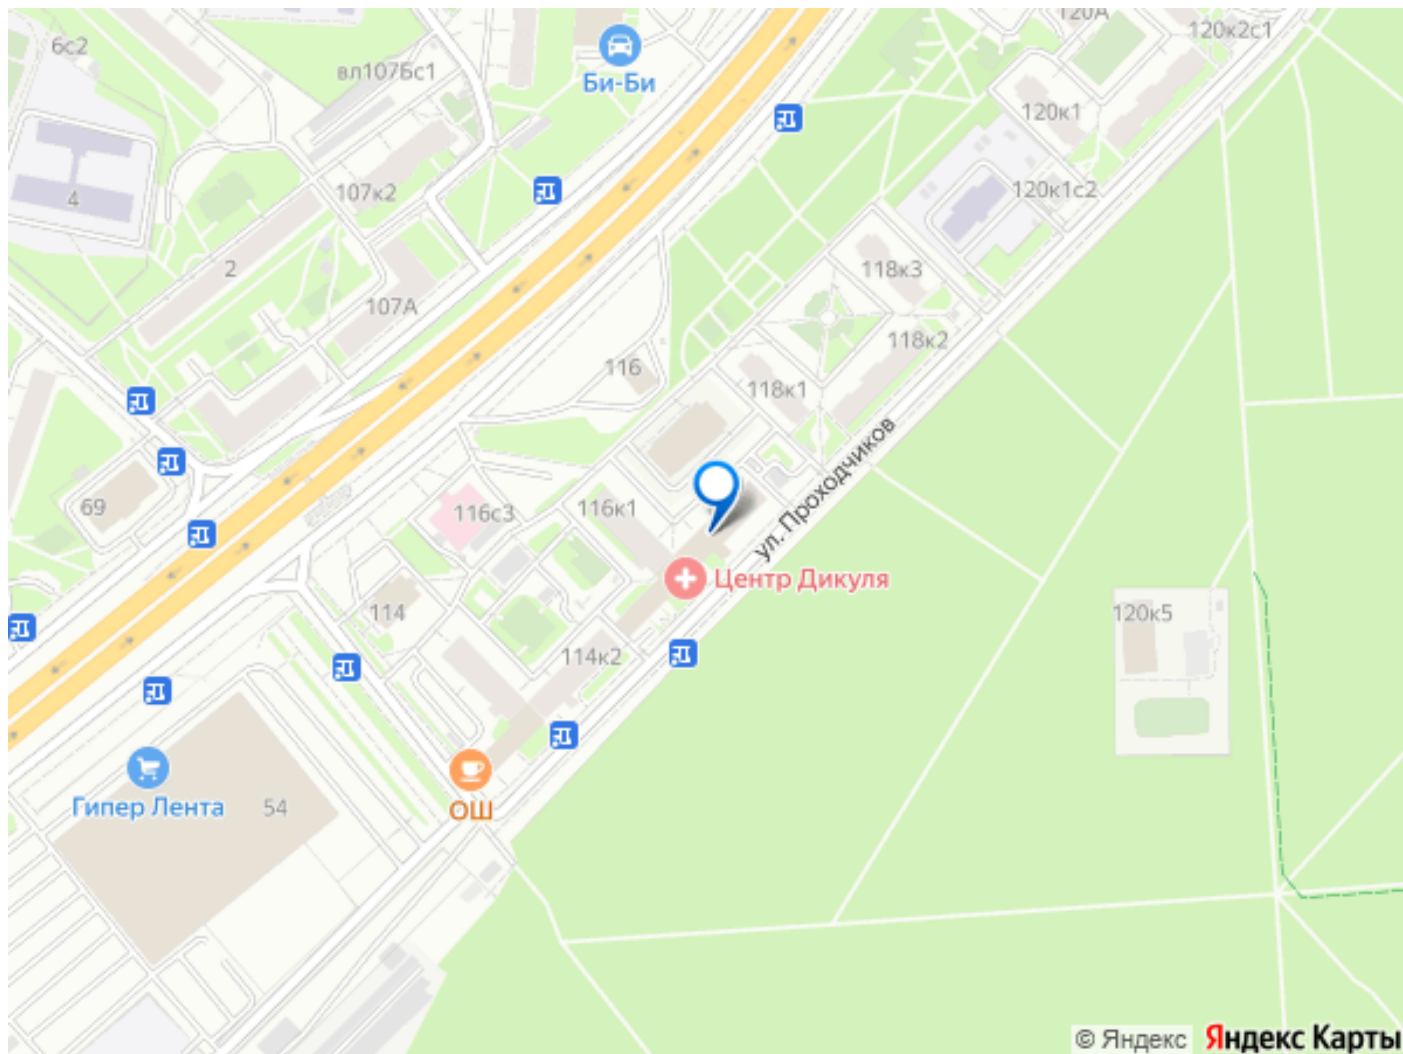 120А
6с2
120к2с1
вл107Бс1
Би-Би
120к1
4
107к2
120к1с2
2
118к3
107А
118к2
116
118к1
ул. Проходчиков
69
116с3
116к1
Центр Дикуля
114
120к5
114к2
Гипер Лента
54
ОШ
© Яндекс
Яндекс Карты